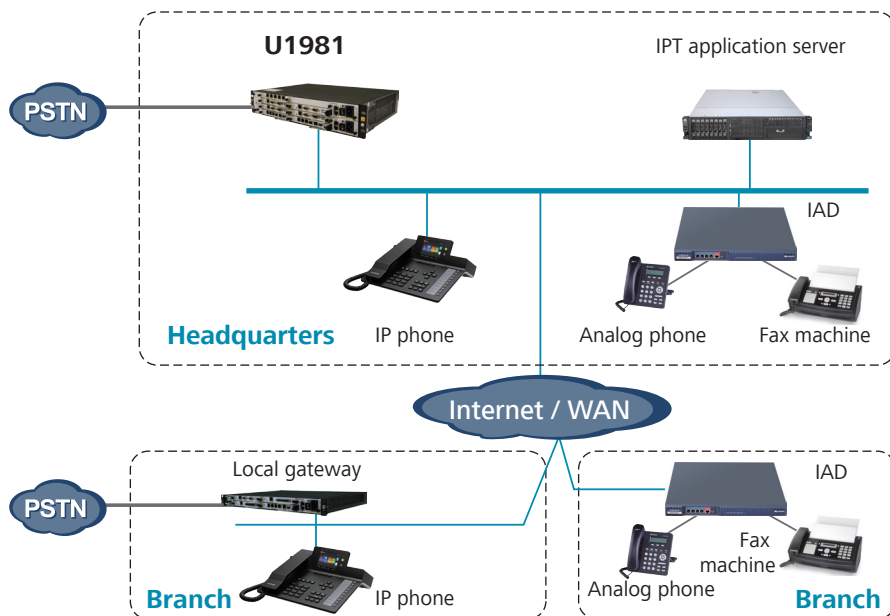 U1981
IPT application server
PSTN
IAD
IP phone
Analog phone
Fax machine
Headquarters
Internet / WAN
Local gateway
IAD
PSTN
Fax
machine
Analog phone
IP phone
Branch
Branch